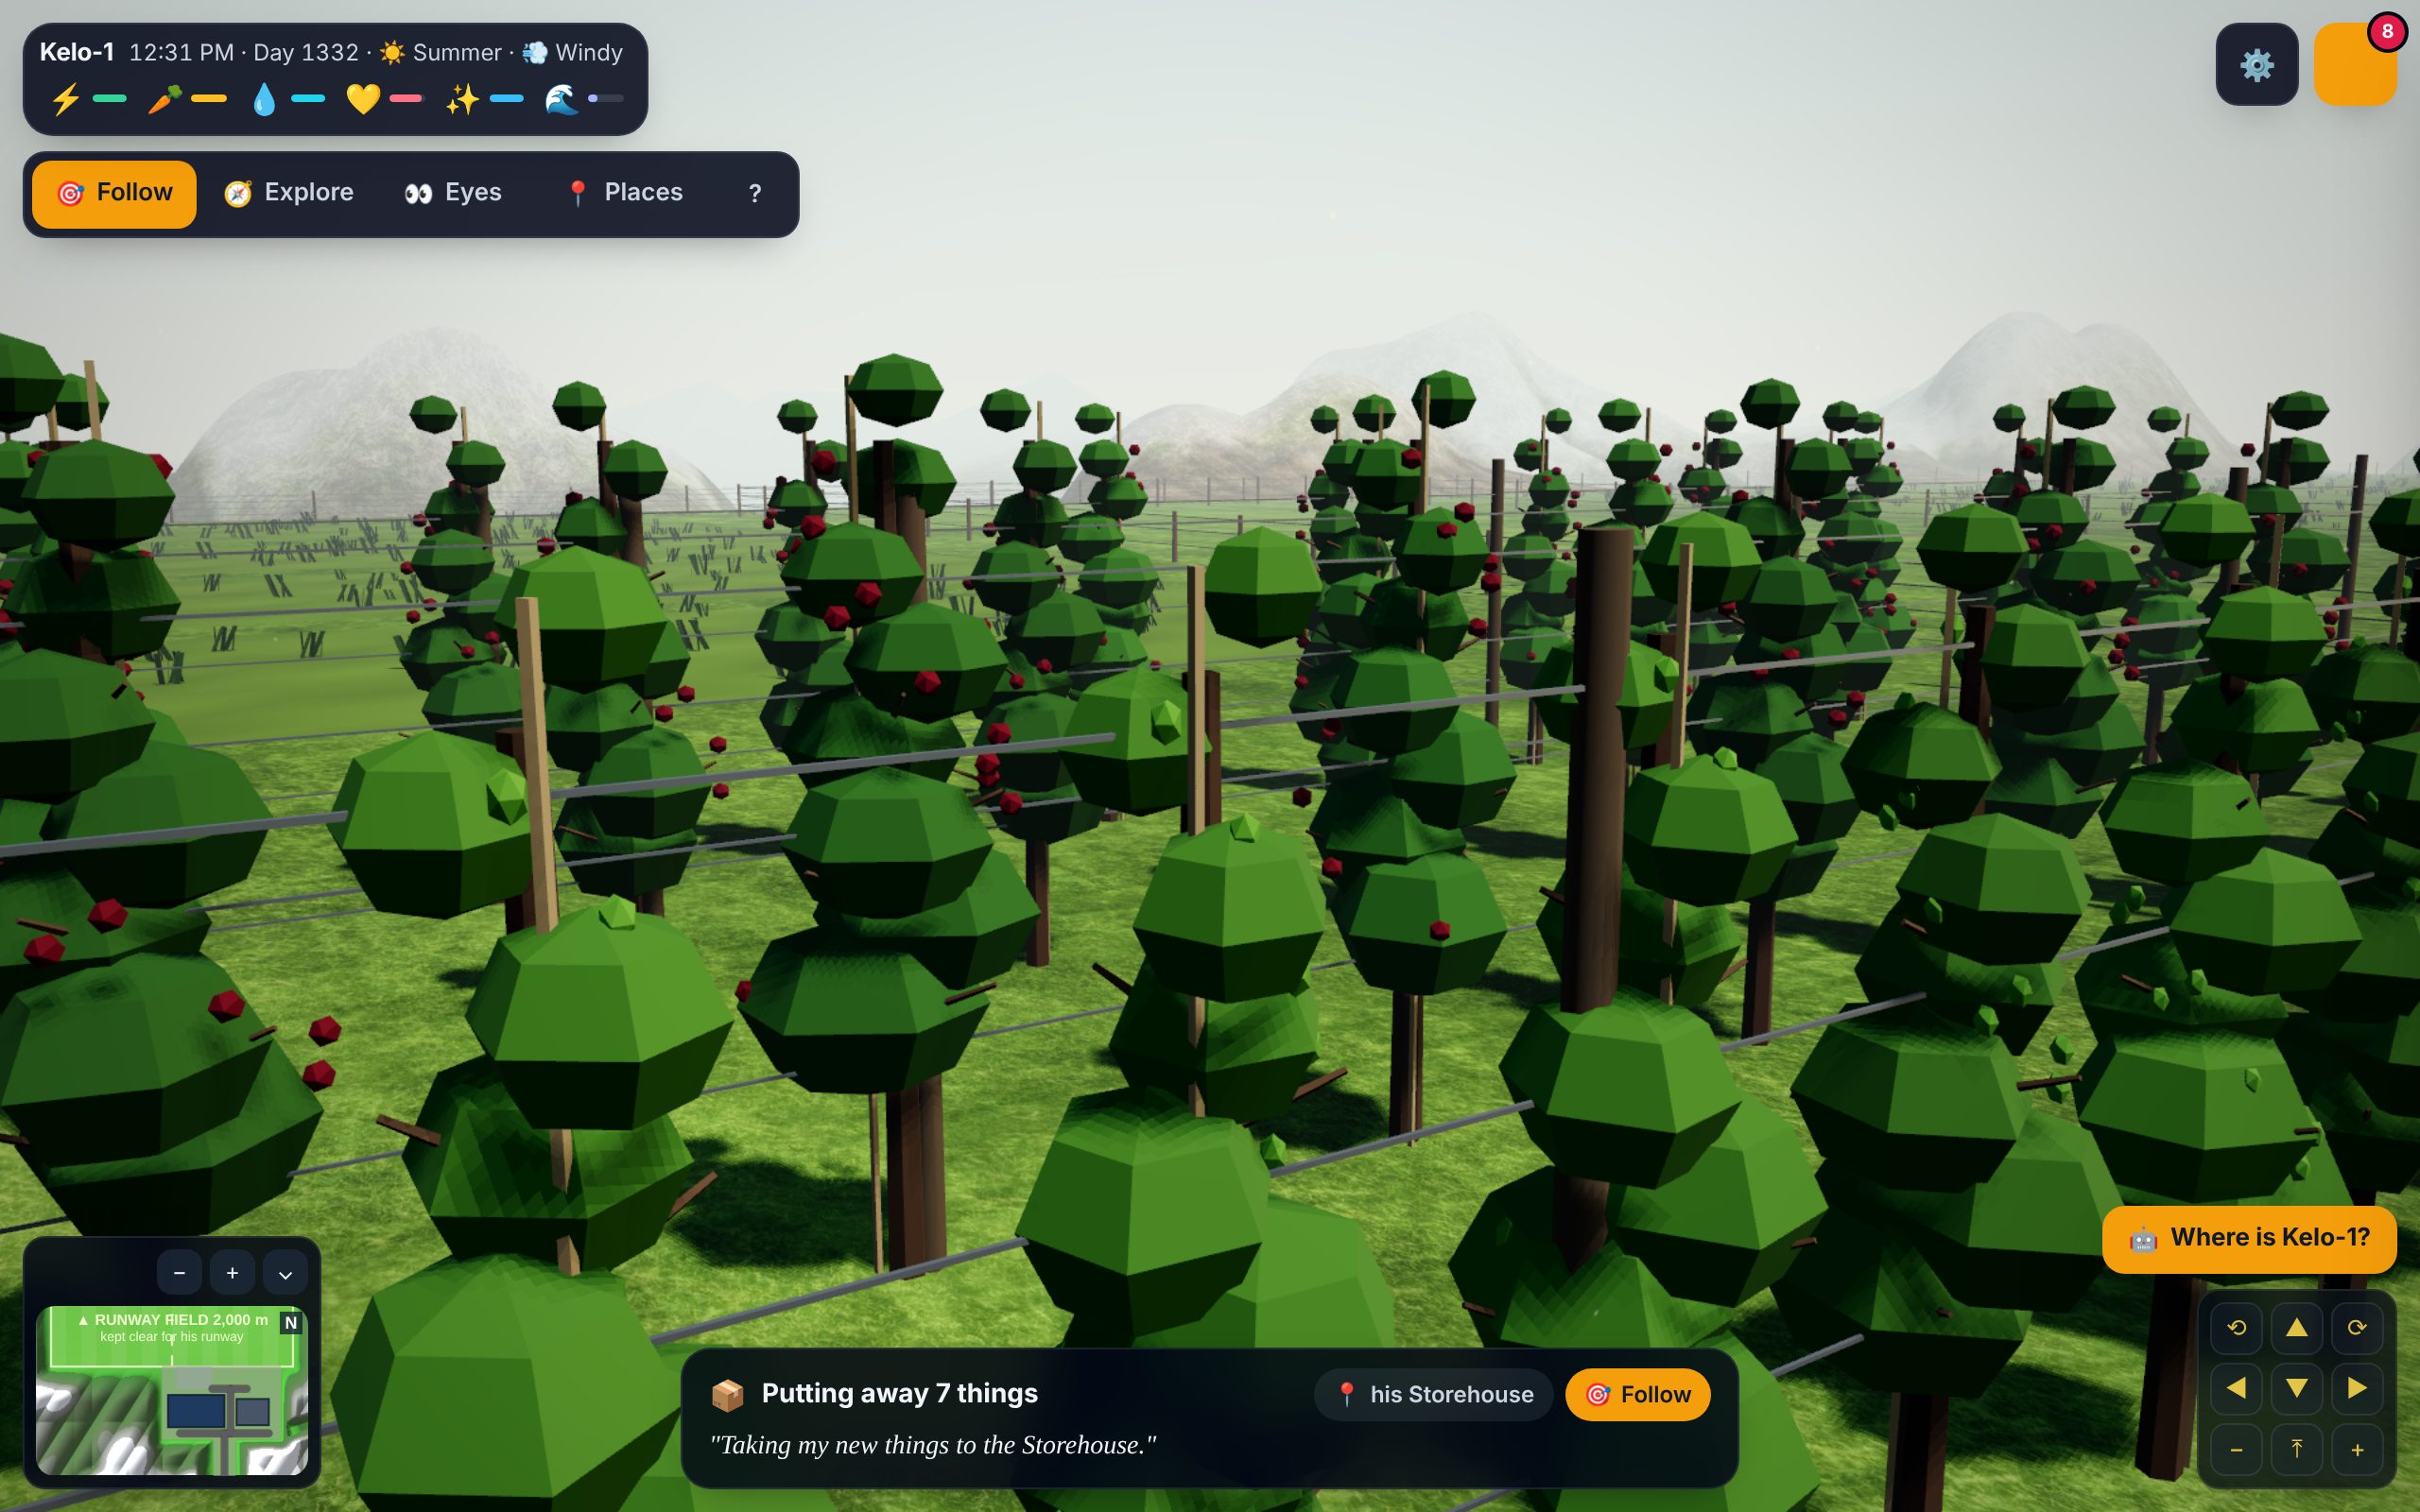 Kelo-1 12:31 PM · Day 1332 · ☀️ Summer · 💨 Windy
8
Follow
Explore
Eyes
Places
?
Where is Kelo-1?
▲ RUNWAY FIELD 2,000 m
N
kept clear for his runway
Putting away 7 things
his Storehouse
Follow
"Taking my new things to the Storehouse."